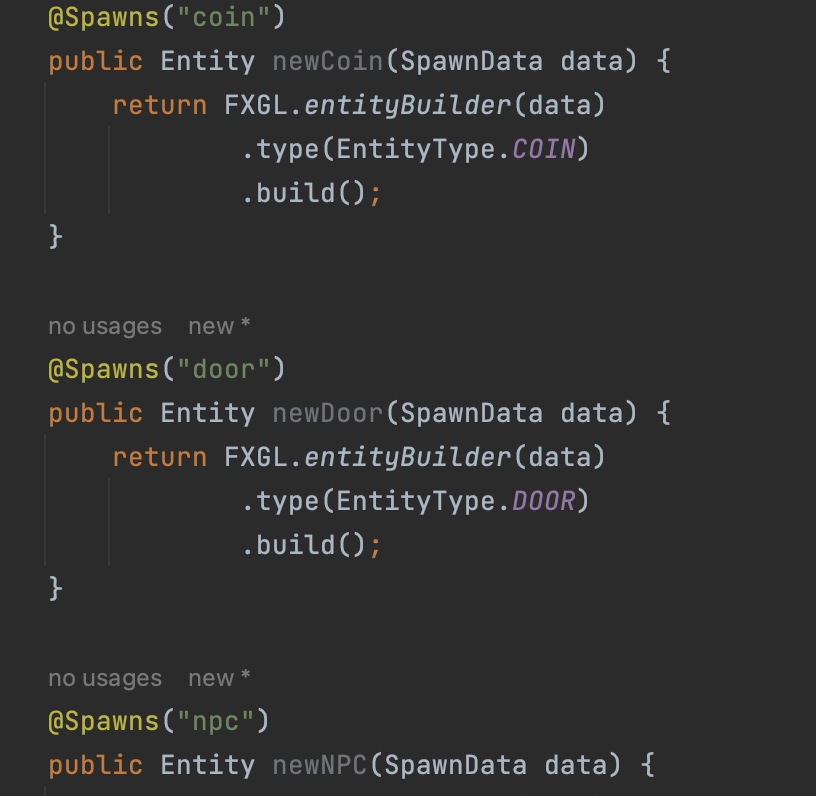 @Spawns("coin")
public Entity newCoin(SpawnData data) {
    return FXGL.entityBuilder(data)
            .type(EntityType.COIN)
            .build();
}
no usages   new *
@Spawns("door")
public Entity newDoor(SpawnData data) {
    return FXGL.entityBuilder(data)
            .type(EntityType.DOOR)
            .build();
}
no usages   new *
@Spawns("npc")
public Entity newNPC(SpawnData data) {